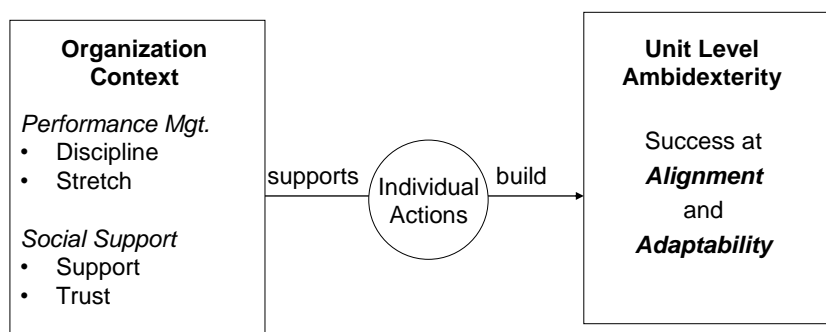 Organization
Context
Performance Mgt.
• Discipline
• Stretch
Social Support
• Support
• Trust
supports
Individual
Actions
build
Unit Level
Ambidexterity
Success at
Alignment
and
Adaptability